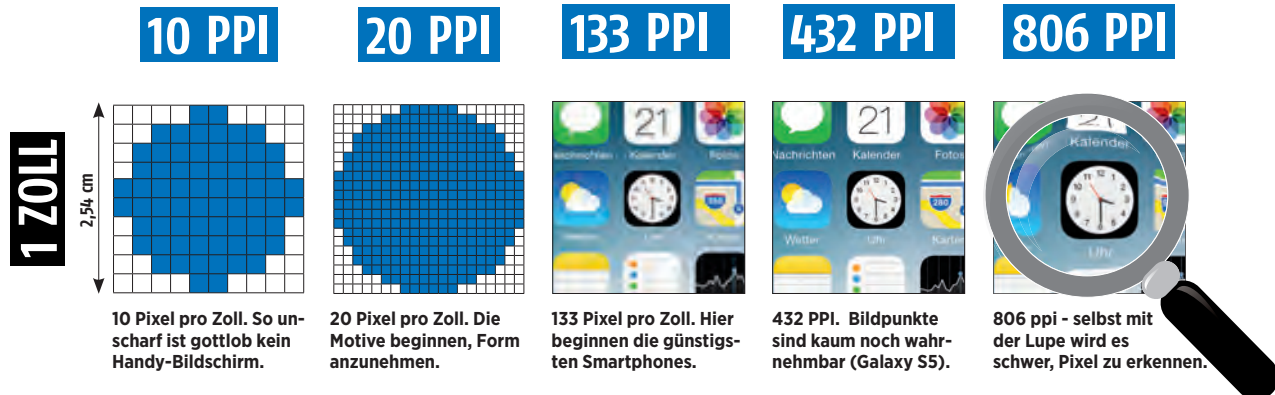 10 PPI
20 PPI
133 PPI
432 PPI
806 PPI
1 ZOLL
2,54 cm
21
Nachrichten Kalender Fotos
280
21
Nachrichten Kalender Fotos
Wetter Uhr Karten
280
Kalender
Uhr
10 Pixel pro Zoll. So un-
scharf ist gottlob kein
Handy-Bildschirm.
20 Pixel pro Zoll. Die
Motive beginnen, Form
anzunehmen.
133 Pixel pro Zoll. Hier
beginnen die günstigs-
ten Smartphones.
432 PPI. Bildpunkte
sind kaum noch wahr-
nehmbar (Galaxy S5).
806 ppi - selbst mit
der Lupe wird es
schwer, Pixel zu erkennen.